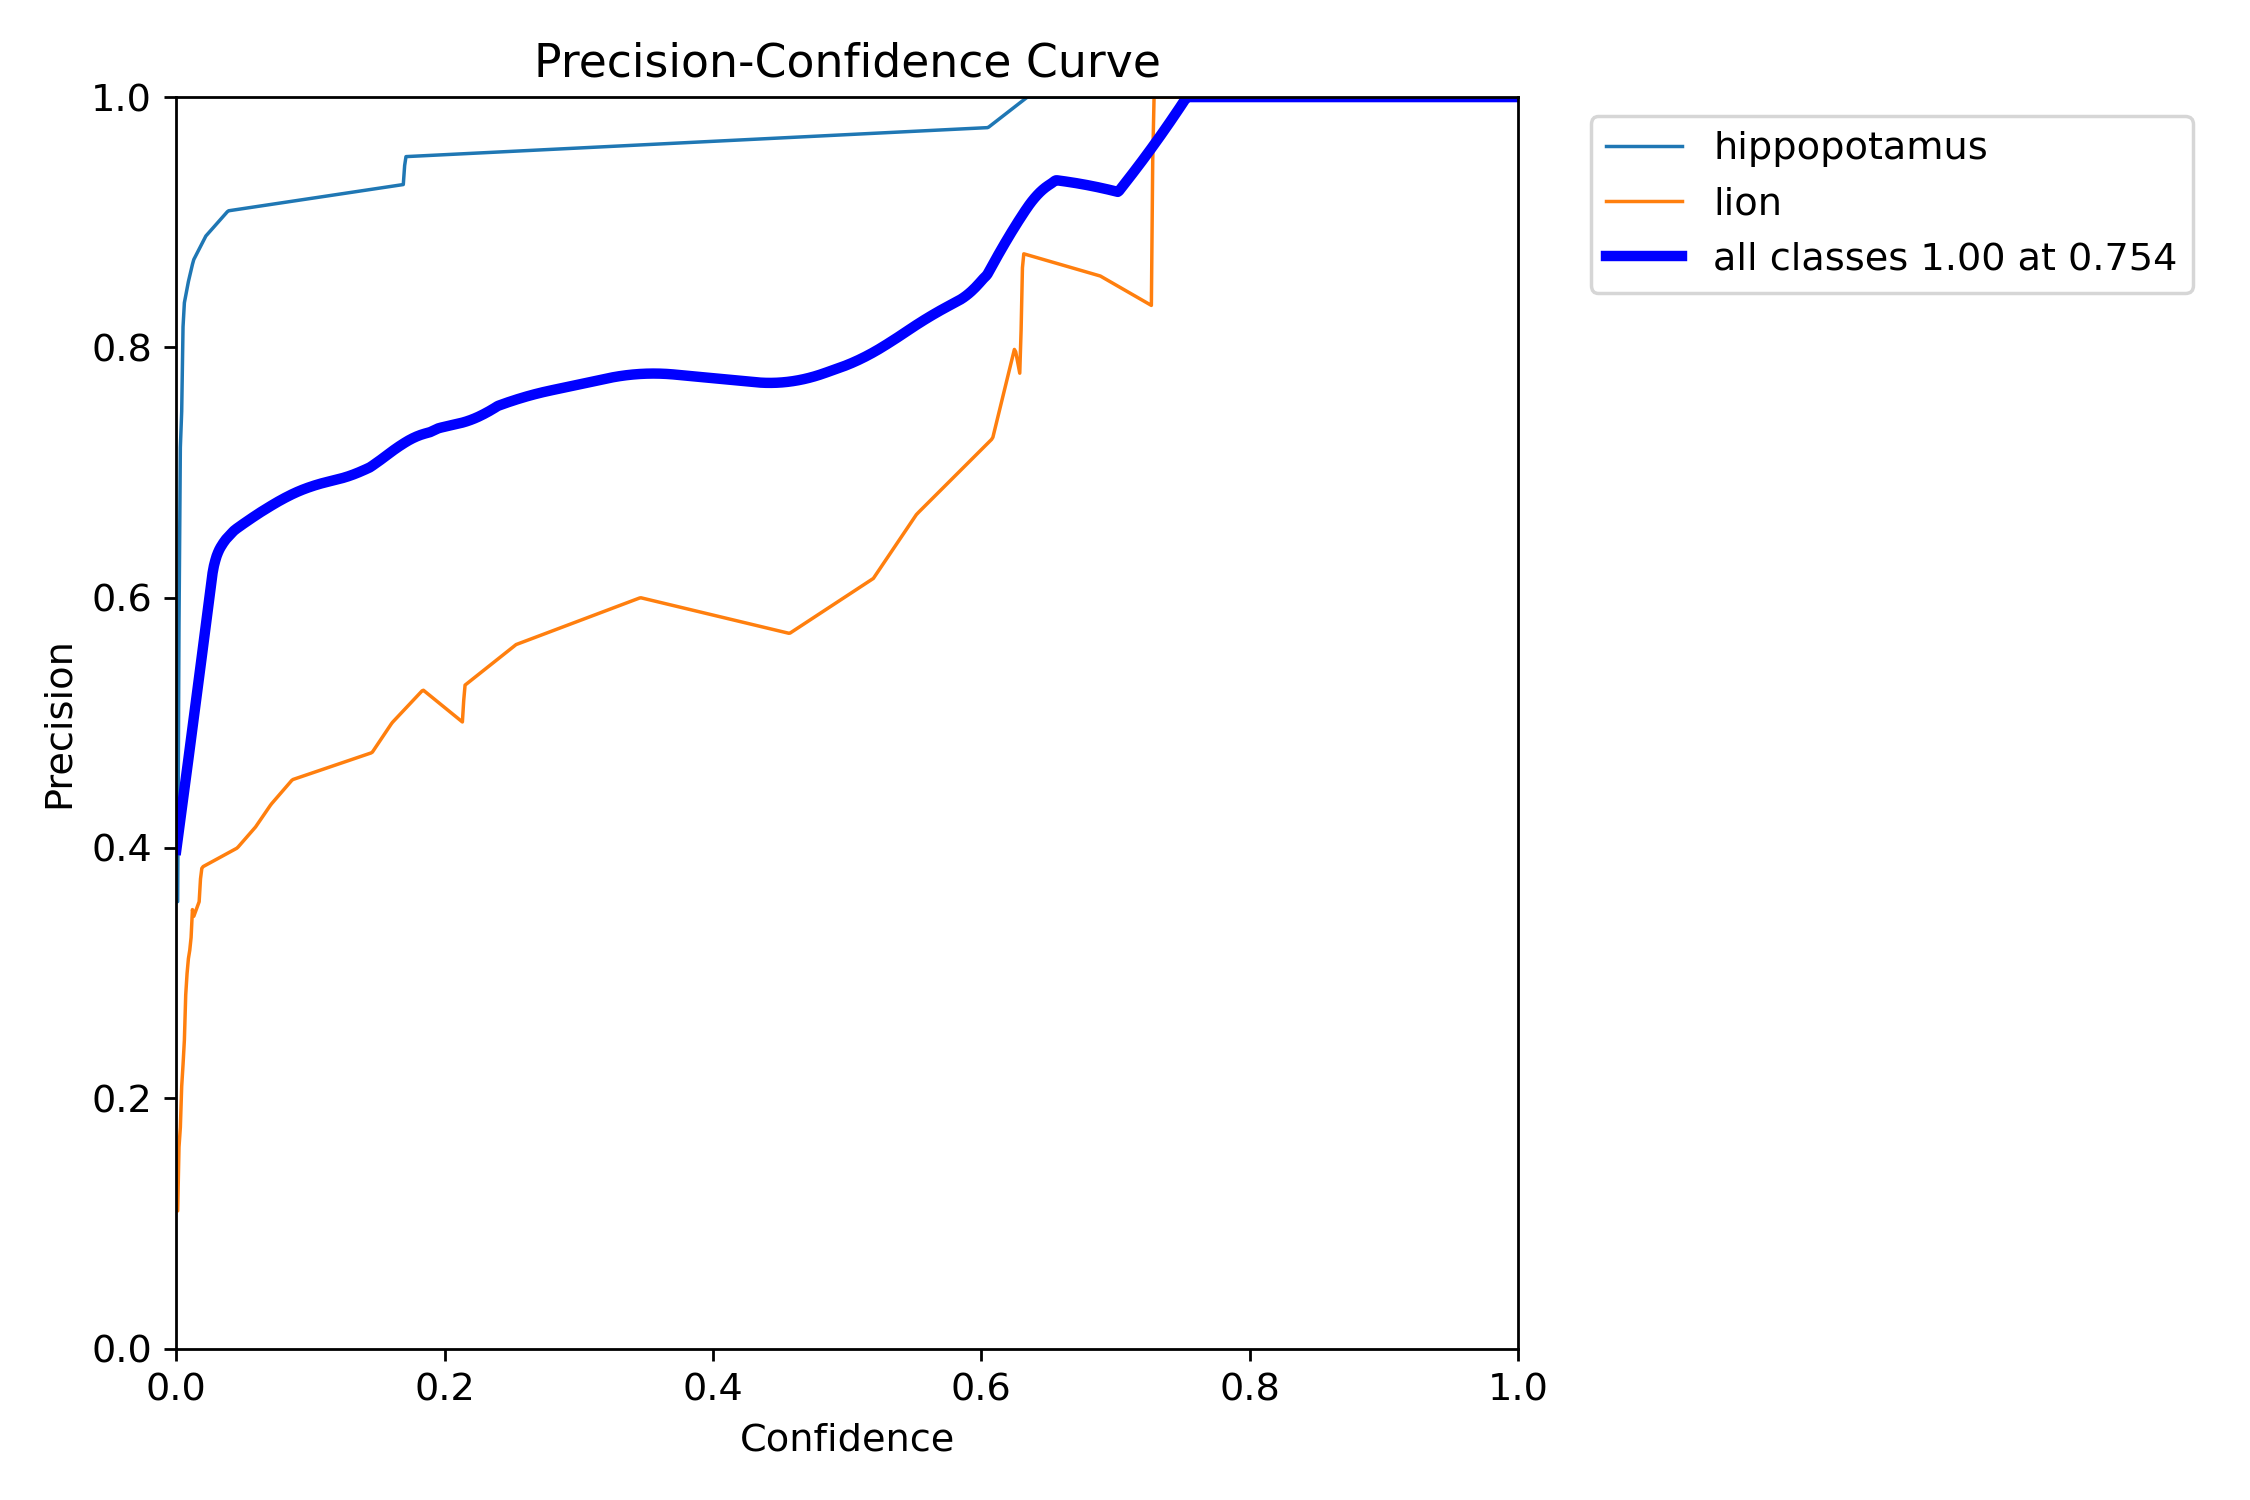 Precision-Confidence Curve
1.0
0.8
0.6
0.4
0.2
0.0
Precision
0.0 0.2 0.4 0.6 0.8 1.0
Confidence
hippopotamus
lion
all classes 1.00 at 0.754